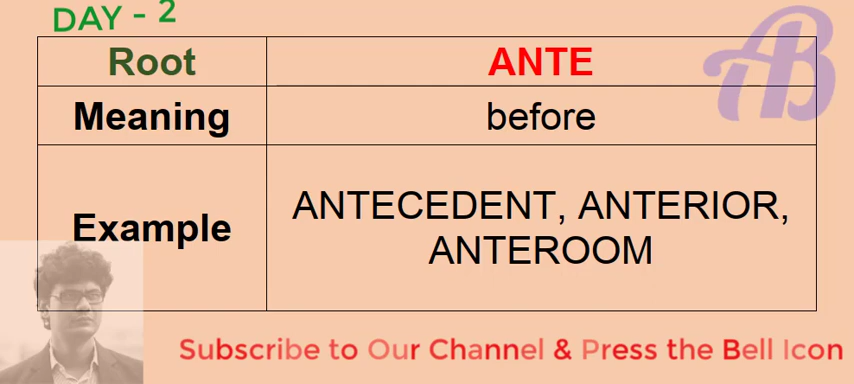 DAY - 2
Root ANTE
Meaning before
Example ANTECEDENT, ANTERIOR,
ANTEROOM
AB
Subscribe to Our Channel & Press the Bell Icon